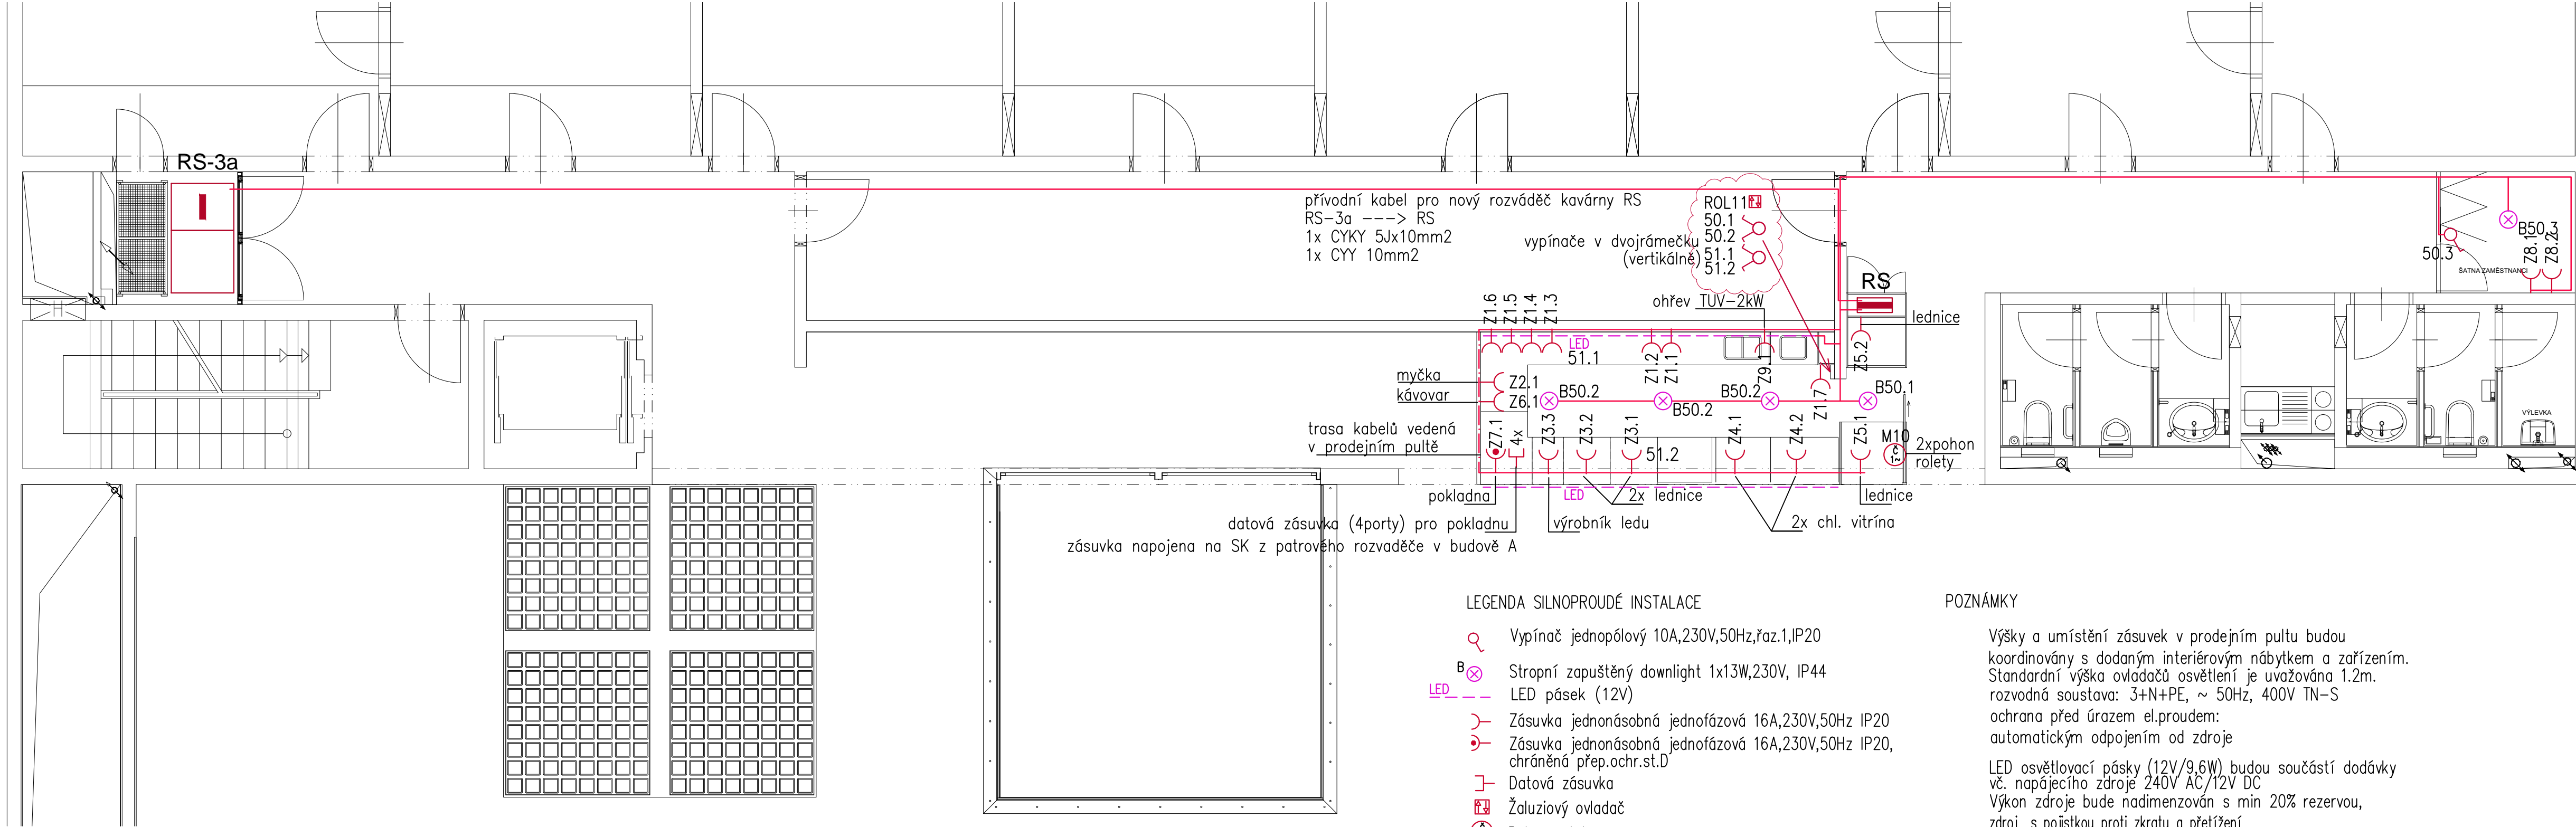 RS-3a
přívodní kabel pro nový rozváděč kavárny RS
RS-3a ---> RS
1x CYKY 5Jx10mm2
1x CYY 10mm2
ROL11
50.1
50.2
vypínače v dvojrámečku
(vertikálně)
51.1
51.2
RS
ohřev TUV-2kW
lednice
50.3
B50.3
ŠATNA ZAMĚSTNANCI
Z8.1
Z8.2
Z1.6
Z1.5
Z1.4
Z1.3
LED
51.1
Z1.2
Z1.1
Z9.1
Z5.2
myčka
Z2.1
kávovar
Z6.1
B50.2
B50.2
B50.2
Z1.7
B50.1
trasa kabelů vedená
v prodejním pultě
Z7.1
4x
Z3.3
Z3.2
Z3.1
51.2
Z4.1
Z4.2
Z5.1
M10
1~
2xpohon
rolety
VÝLEVKA
pokladna
LED
2x lednice
lednice
datová zásuvka (4porty) pro pokladnu
výrobník ledu
2x chl. vitrína
zásuvka napojena na SK z patrového rozvaděče v budově A
LEGENDA SILNOPROUDÉ INSTALACE
Vypínač jednopólový 10A,230V,50Hz,řaz.1,IP20
B
Stropní zapuštěný downlight 1x13W,230V, IP44
LED
LED pásek (12V)
Zásuvka jednonásobná jednofázová 16A,230V,50Hz IP20
Zásuvka jednonásobná jednofázová 16A,230V,50Hz IP20,
chráněná přep.ochr.st.D
Datová zásuvka
Žaluziový ovladač
POZNÁMKY
Výšky a umístění zásuvek v prodejním pultu budou
koordinovány s dodaným interiérovým nábytkem a zařízením.
Standardní výška ovladačů osvětlení je uvažována 1.2m.
rozvodná soustava: 3+N+PE, ~ 50Hz, 400V TN-S
ochrana před úrazem el.proudem:
automatickým odpojením od zdroje
LED osvětlovací pásky (12V/9,6W) budou součástí dodávky
vč. napájecího zdroje 240V AC/12V DC
Výkon zdroje bude nadimenzován s min 20% rezervou,
zdroj s pojistkou proti zkratu a přetížení